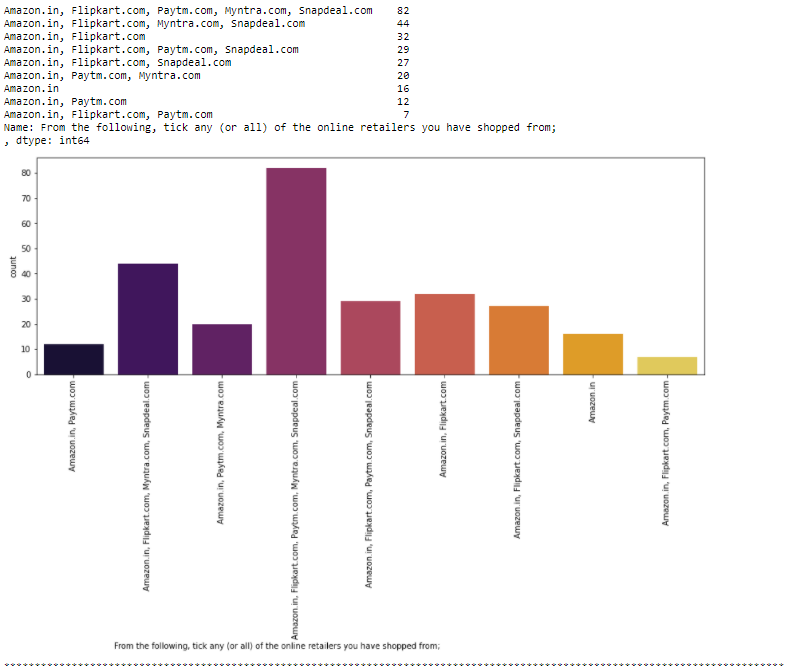 Amazon.in, Flipkart.com, Paytm.com, Myntra.com, Snapdeal.com 82
Amazon.in, Flipkart.com, Myntra.com, Snapdeal.com 44
Amazon.in, Flipkart.com 32
Amazon.in, Flipkart.com, Paytm.com, Snapdeal.com 29
Amazon.in, Flipkart.com, Snapdeal.com 27
Amazon.in, Paytm.com, Myntra.com 20
Amazon.in 16
Amazon.in, Paytm.com 12
Amazon.in, Flipkart.com, Paytm.com 7
Name: From the following, tick any (or all) of the online retailers you have shopped from;
, dtype: int64
80
70
60
50
40
30
20
10
0
count
Amazon.in, Paytm.com
Amazon.in, Flipkart.com, Myntra.com, Snapdeal.com
Amazon.in, Paytm.com, Myntra.com
Amazon.in, Flipkart.com, Paytm.com, Myntra.com, Snapdeal.com
Amazon.in, Flipkart.com, Paytm.com, Snapdeal.com
Amazon.in, Flipkart.com
Amazon.in, Flipkart.com, Snapdeal.com
Amazon.in
Amazon.in, Flipkart.com, Paytm.com
From the following, tick any (or all) of the online retailers you have shopped from;